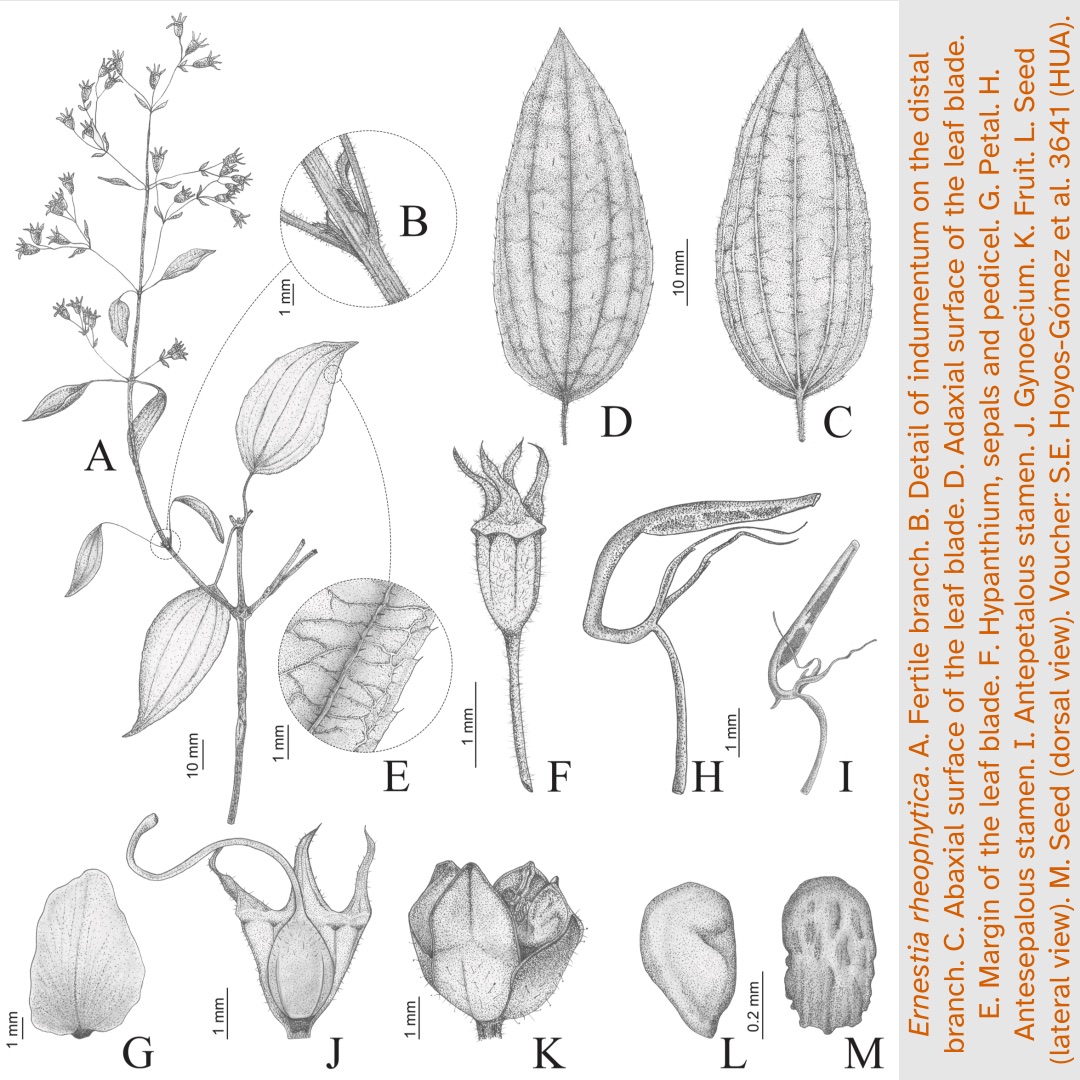 A
B
1 mm
D
10 mm
C
10 mm
1 mm
E
1 mm
F
H
1 mm
I
1 mm
G
1 mm
J
1 mm
K
L
0.2 mm
M
Ernestia rheophytica. A. Fertile branch. B. Detail of indumentum on the distal
branch. C. Abaxial surface of the leaf blade. D. Adaxial surface of the leaf blade.
E. Margin of the leaf blade. F. Hypanthium, sepals and pedicel. G. Petal. H.
Antesepalous stamen. I. Antepetalous stamen. J. Gynoecium. K. Fruit. L. Seed
(lateral view). M. Seed (dorsal view). Voucher: S.E. Hoyos-Gómez et al. 3641 (HUA).